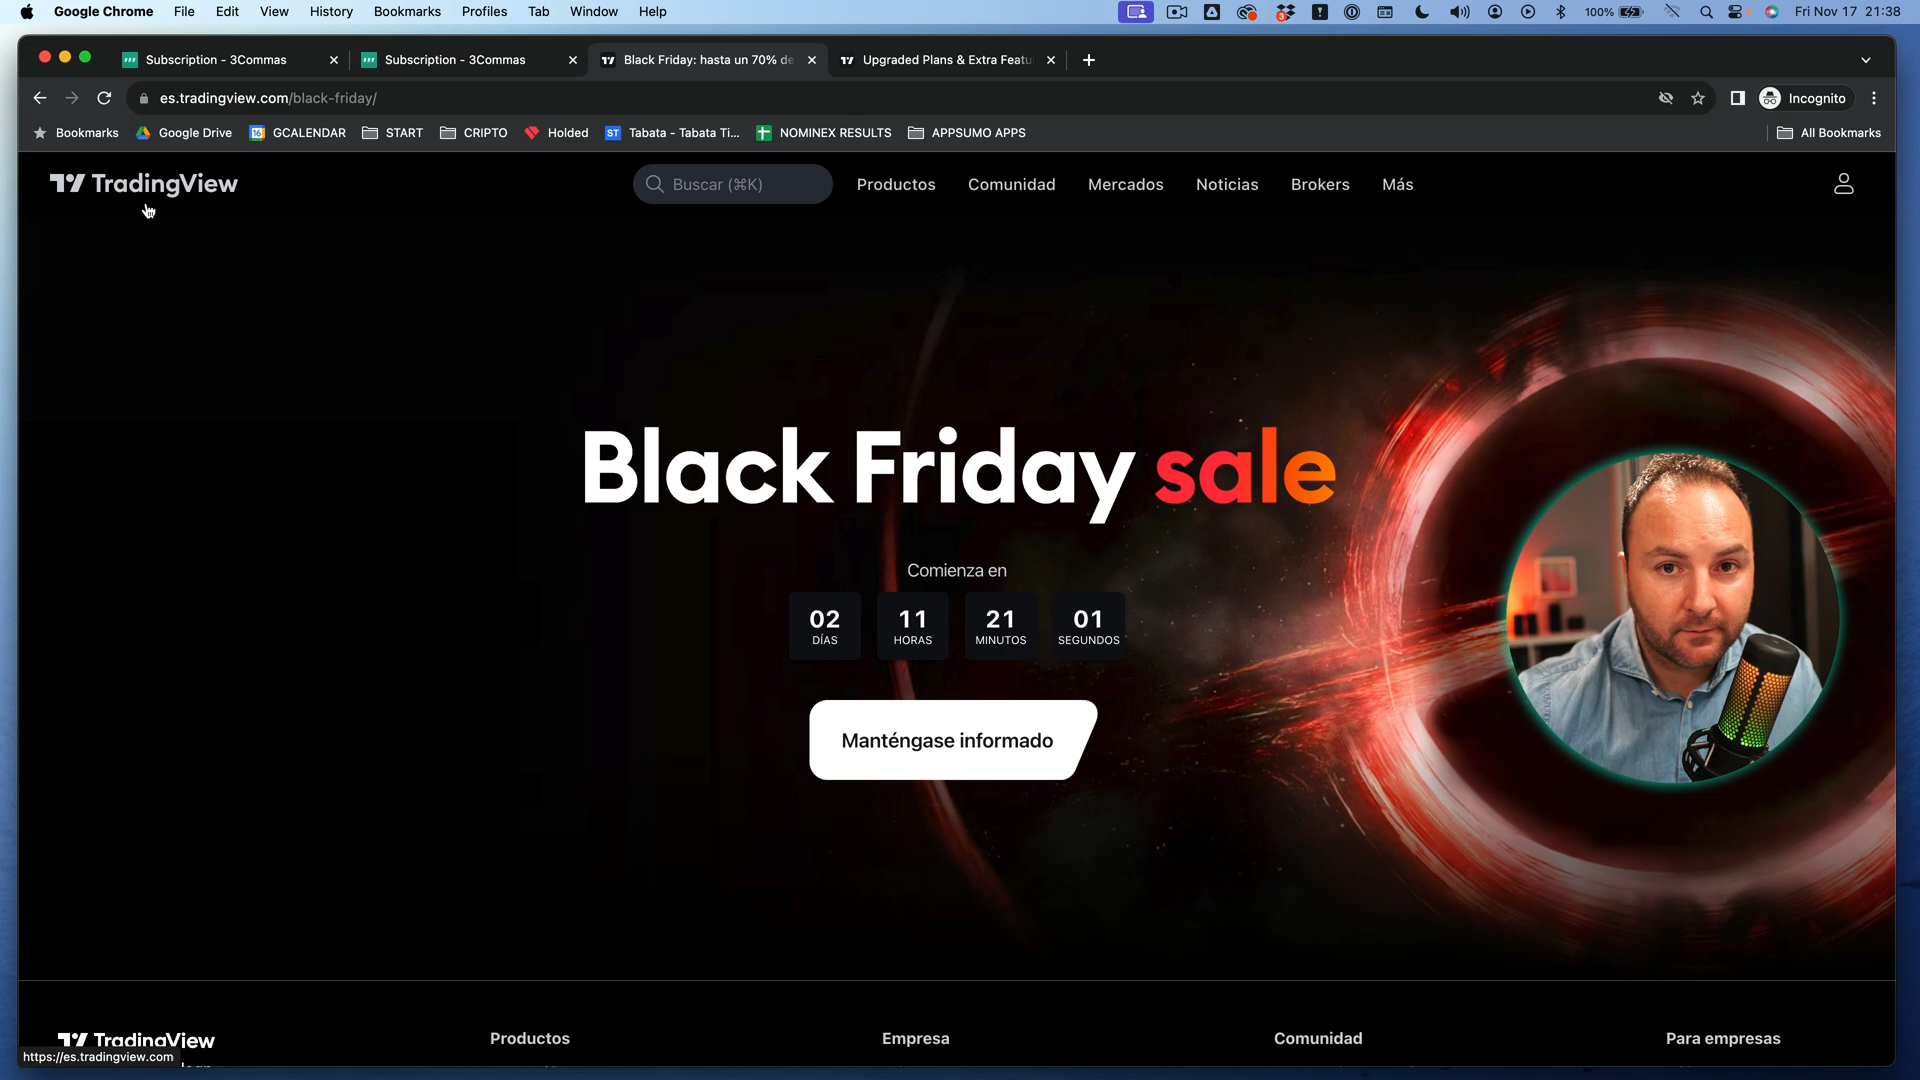 Google Chrome File Edit View History Bookmarks Profiles Tab Window Help 3 100% Fri Nov 17 21:38
Subscription - 3Commas Subscription - 3Commas Black Friday: hasta un 70% de Upgraded Plans & Extra Featu
es.tradingview.com/black-friday/ Incognito
Bookmarks Google Drive 16 GCALENDAR START CRIPTO Holded ST Tabata - Tabata Ti... NOMINEX RESULTS APPSUMO APPS All Bookmarks
TradingView Buscar (⌘K) Productos Comunidad Mercados Noticias Brokers Más
Black Friday sale
Comienza en
02 11 21 01
DÍAS HORAS MINUTOS SEGUNDOS
Manténgase informado
TradingView Productos Empresa Comunidad Para empresas
https://es.tradingview.com